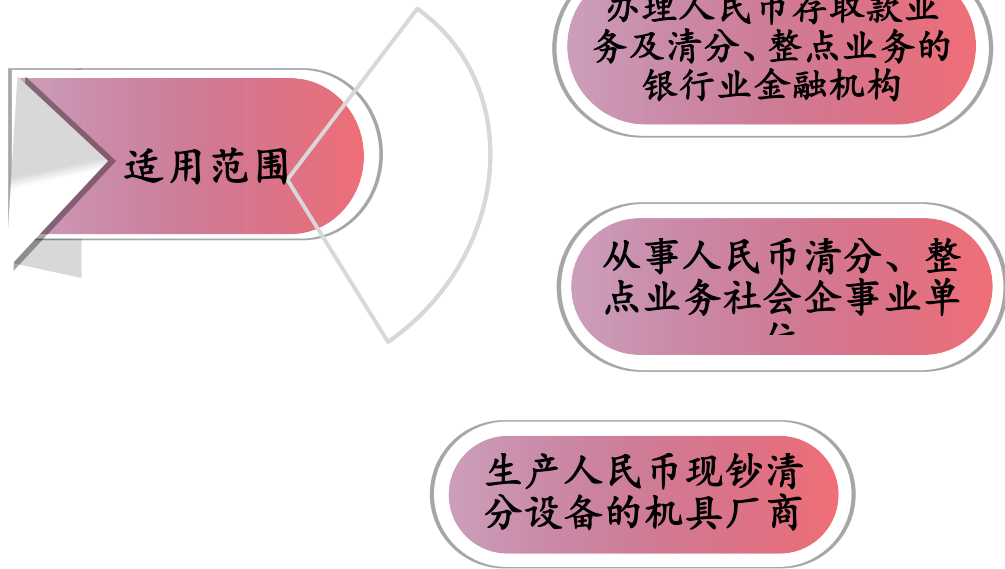 适用范围
办理人民币存取款业
务及清分、整点业务的
银行业金融机构
从事人民币清分、整
点业务社会企事业单
生产人民币现钞清
分设备的机具厂商